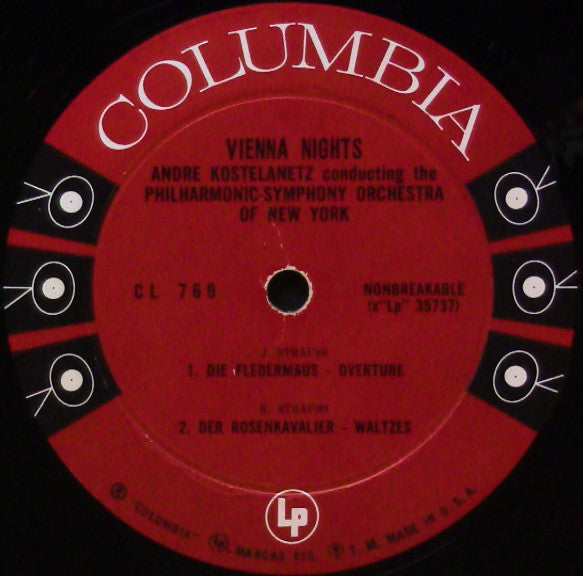 COLUMBIA
VIENNA NIGHTS
ANDRE KOSTELANETZ conducting the
PHILHARMONIC-SYMPHONY ORCHESTRA
OF NEW YORK
CL 769
NONBREAKABLE
(x"Lp" 35737)
J. STRAUSS
1. DIE FLEDERMAUS - OVERTURE
R. STRAUSS
2. DER ROSENKAVALIER - WALTZES
Lp
"COLUMBIA" Lp MARCAS REG. T. M. MADE IN U. S. A.